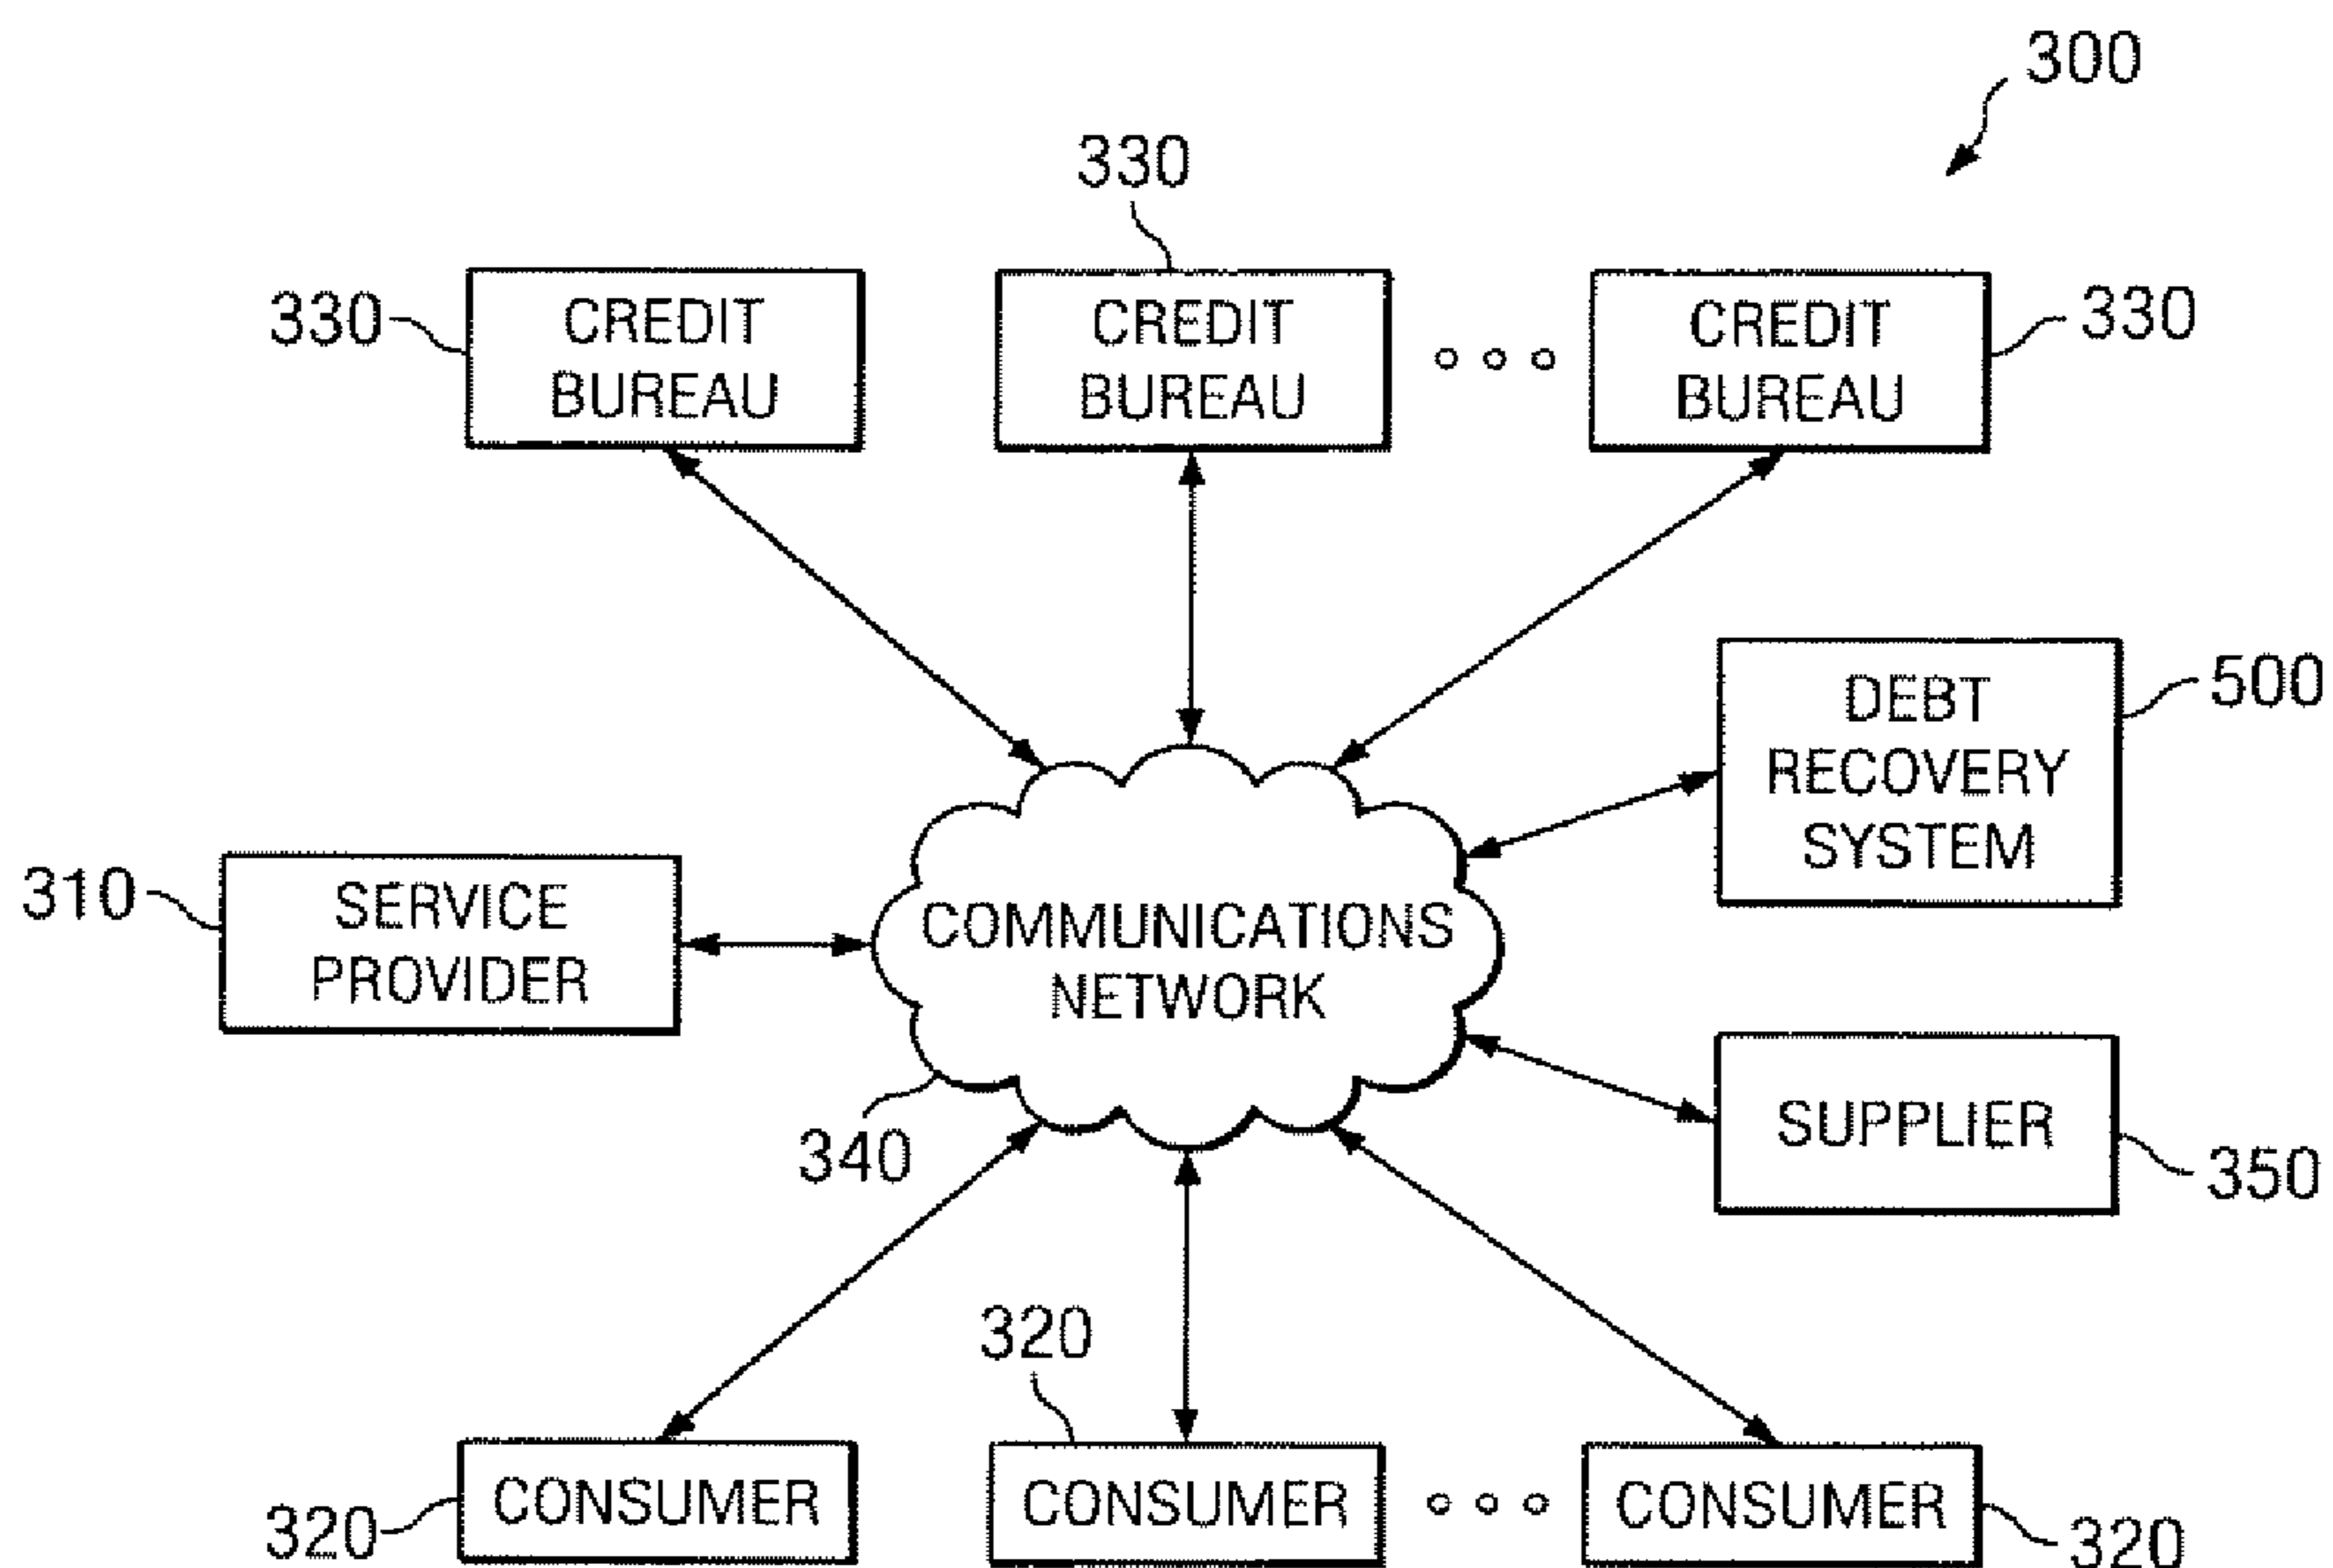 300
330
330
CREDIT
BUREAU
CREDIT
BUREAU
CREDIT
BUREAU
330
DEBT
RECOVERY
SYSTEM
500
310
SERVICE
PROVIDER
COMMUNICATIONS
NETWORK
340
SUPPLIER
350
320
320
CONSUMER
CONSUMER
CONSUMER
320